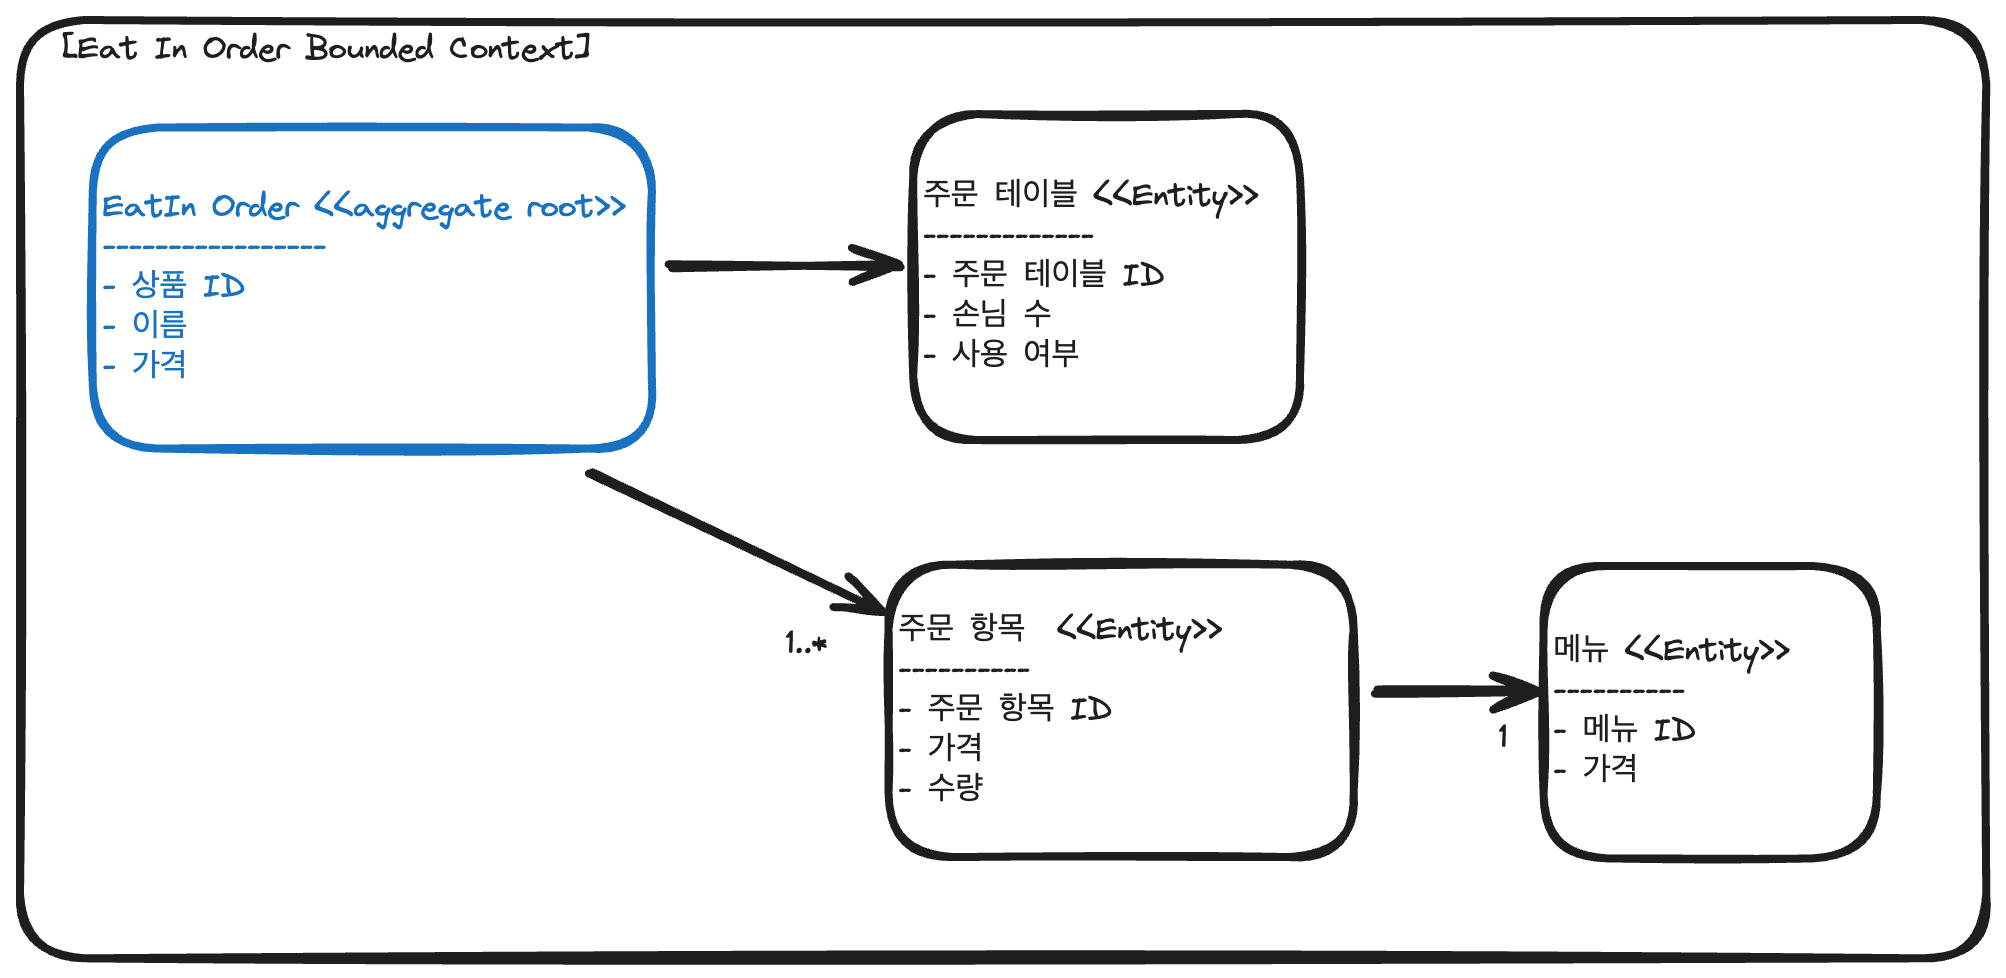 [Eat In Order Bounded Context]
EatIn Order <<aggregate root>>
-----------------
- 상품 ID
- 이름
- 가격
주문 테이블 <<Entity>>
-------------
- 주문 테이블 ID
- 손님 수
- 사용 여부
1..*
주문 항목 <<Entity>>
----------
- 주문 항목 ID
- 가격
- 수량
1
메뉴 <<Entity>>
----------
- 메뉴 ID
- 가격